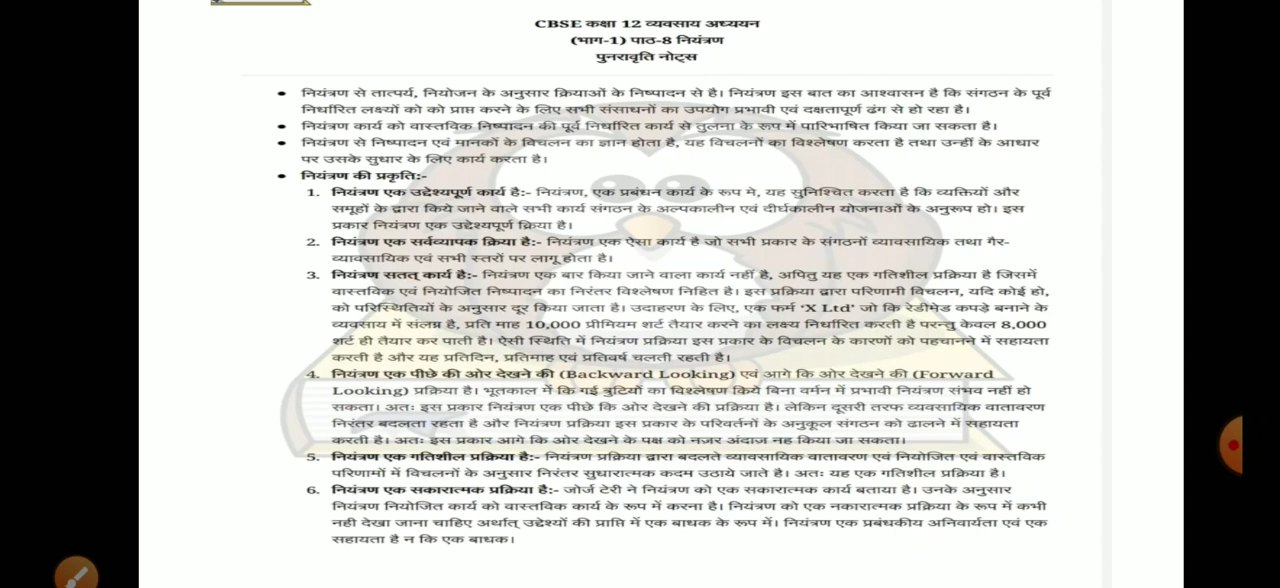 CBSE कक्षा 12 व्यवसाय अध्ययन
(भाग-1) पाठ-8 नियंत्रण
पुनरावृति नोट्स
• नियंत्रण से तात्पर्य, नियोजन के अनुसार क्रियाओं के निष्पादन से है। नियंत्रण इस बात का आश्वासन है कि संगठन के पूर्व
निर्धारित लक्ष्यों को को प्राप्त करने के लिए सभी संसाधनों का उपयोग प्रभावी एवं दक्षतापूर्ण ढंग से हो रहा है।
• नियंत्रण कार्य को वास्तविक निष्पादन की पूर्व निर्धारित कार्य से तुलना के रूप में पारिभाषित किया जा सकता है।
• नियंत्रण से निष्पादन एवं मानकों के विचलन का ज्ञान होता है, यह विचलनों का विश्लेषण करता है तथा उन्हीं के आधार
पर उसके सुधार के लिए कार्य करता है।
• नियंत्रण की प्रकृति:-
1. नियंत्रण एक उद्देश्यपूर्ण कार्य है:- नियंत्रण, एक प्रबंधन कार्य के रूप मे, यह सुनिश्चित करता है कि व्यक्तियों और
समूहों के द्वारा किये जाने वाले सभी कार्य संगठन के अल्पकालीन एवं दीर्घकालीन योजनाओं के अनुरूप हो। इस
प्रकार नियंत्रण एक उद्देश्यपूर्ण क्रिया है।
2. नियंत्रण एक सर्वव्यापक क्रिया है:- नियंत्रण एक ऐसा कार्य है जो सभी प्रकार के संगठनों व्यावसायिक तथा गैर-
व्यावसायिक एवं सभी स्तरों पर लागू होता है।
3. नियंत्रण सतत् कार्य है:- नियंत्रण एक बार किया जाने वाला कार्य नहीं है, अपितु यह एक गतिशील प्रक्रिया है जिसमें
वास्तविक एवं नियोजित निष्पादन का निरंतर विश्लेषण निहित है। इस प्रक्रिया द्वारा परिणामी विचलन, यदि कोई हो,
को परिस्थितियों के अनुसार दूर किया जाता है। उदाहरण के लिए, एक फर्म ‘X Ltd’ जो कि रेडीमेड कपड़े बनाने के
व्यवसाय में संलग्न है, प्रति माह 10,000 प्रीमियम शर्ट तैयार करने का लक्ष्य निर्धारित करती है परन्तु केवल 8,000
शर्ट ही तैयार कर पाती है। ऐसी स्थिति में नियंत्रण प्रक्रिया इस प्रकार के विचलन के कारणों को पहचानने में सहायता
करती है और यह प्रतिदिन, प्रतिमाह एवं प्रतिवर्ष चलती रहती है।
4. नियंत्रण एक पीछे की ओर देखने की (Backward Looking) एवं आगे कि ओर देखने की (Forward
Looking) प्रक्रिया है। भूतकाल में कि गई त्रुटियों का विश्लेषण किये बिना वर्मन में प्रभावी नियंत्रण संभव नहीं हो
सकता। अतः इस प्रकार नियंत्रण एक पीछे कि ओर देखने की प्रक्रिया है। लेकिन दूसरी तरफ व्यवसायिक वातावरण
निरंतर बदलता रहता है और नियंत्रण प्रक्रिया इस प्रकार के परिवर्तनों के अनुकूल संगठन को ढालने में सहायता
करती है। अतः इस प्रकार आगे कि ओर देखने के पक्ष को नज़र अंदाज नह किया जा सकता।
5. नियंत्रण एक गतिशील प्रक्रिया है:- नियंत्रण प्रक्रिया द्वारा बदलते व्यावसायिक वातावरण एवं नियोजित एवं वास्तविक
परिणामों में विचलनों के अनुसार निरंतर सुधारात्मक कदम उठाये जाते है। अतः यह एक गतिशील प्रक्रिया है।
6. नियंत्रण एक सकारात्मक प्रक्रिया है:- जोर्ज टेरी ने नियंत्रण को एक सकारात्मक कार्य बताया है। उनके अनुसार
नियंत्रण नियोजित कार्य को वास्तविक कार्य के रूप में करना है। नियंत्रण को एक नकारात्मक प्रक्रिया के रूप में कभी
नही देखा जाना चाहिए अर्थात् उद्देश्यों की प्राप्ति में एक बाधक के रूप में। नियंत्रण एक प्रबंधकीय अनिवार्यता एवं एक
सहायता है न कि एक बाधक।